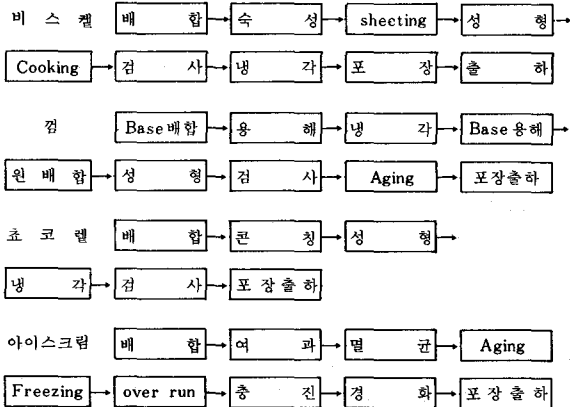 비 스 켙 배 합 → 숙 성 → sheeting → 성 형 →
Cooking → 검 사 → 냉 각 → 포 장 → 출 하
껌 Base배합 → 용 해 → 냉 각 → Base용해 →
원 배 합 → 성 형 → 검 사 → Aging → 포장출하
쵸 코 렡 배 합 → 콘 칭 → 성 형 →
냉 각 → 검 사 → 포 장 출 하
아이스크림 배 합 → 여 과 → 멸 균 → Aging
Freezing → over run → 충 진 → 경 화 → 포 장 출 하